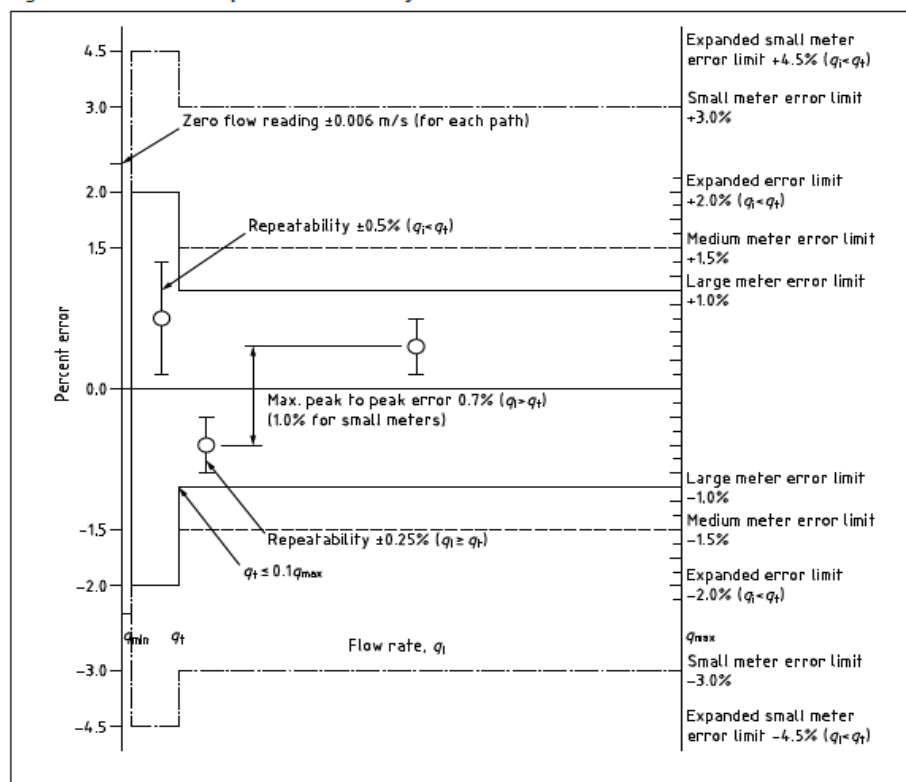 4.5
3.0
2.0
1.5
0.0
-1.5
-2.0
-3.0
-4.5
Percent error
Zero flow reading ±0.006 m/s (for each path)
Repeatability ±0.5% (qi<qt)
Max. peak to peak error 0.7% (qi>qt)
(1.0% for small meters)
Repeatability ±0.25% (qi≥ qt)
qt≤0.1qmax
qmin
qt
Flow rate, qi
qmax
Expanded small meter
error limit +4.5% (qi<qt)
Small meter error limit
+3.0%
Expanded error limit
+2.0% (qi<qt)
Medium meter error limit
+1.5%
Large meter error limit
+1.0%
Large meter error limit
-1.0%
Medium meter error limit
-1.5%
Expanded error limit
-2.0% (qi<qt)
Small meter error limit
-3.0%
Expanded small meter
error limit -4.5% (qi<qt)